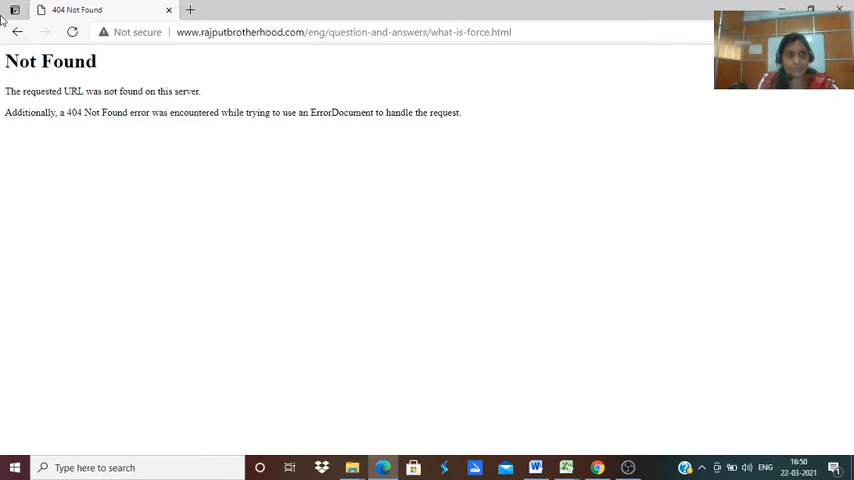 404 Not Found
Not secure
www.rajputbrotherhood.com/eng/question-and-answers/what-is-force.html
Not Found
The requested URL was not found on this server.
Additionally, a 404 Not Found error was encountered while trying to use an ErrorDocument to handle the request.
Type here to search
ENG
16:50
22-03-2021